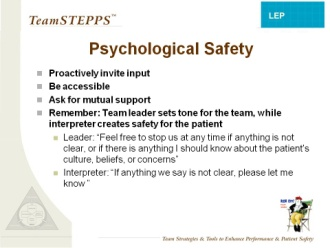 TeamSTEPPS™
LEP
Psychological Safety
Proactively invite input
Be accessible
Ask for mutual support
Remember: Team leader sets tone for the team, while
interpreter creates safety for the patient
Leader: “Feel free to stop us at any time if anything is not
clear, or if there is anything I should know about the patient's
culture, beliefs, or concerns”
Interpreter: “If anything we say is not clear, please let me
know”
Team Strategies & Tools to Enhance Performance & Patient Safety